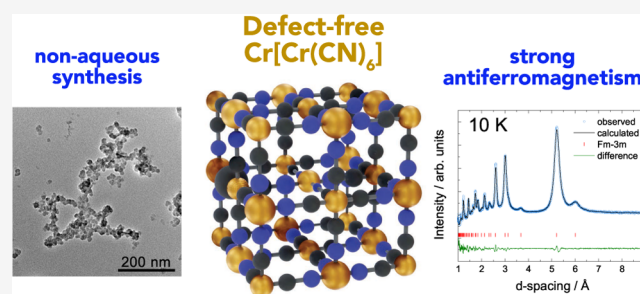 Defect-free
Cr[Cr(CN)6]
non-aqueous
synthesis
strong
antiferromagnetism
200 nm
10 K
observed
calculated
Fm-3m
difference
Intensity / arb. units
1 2 3 4 5 6 7 8
d-spacing / Å